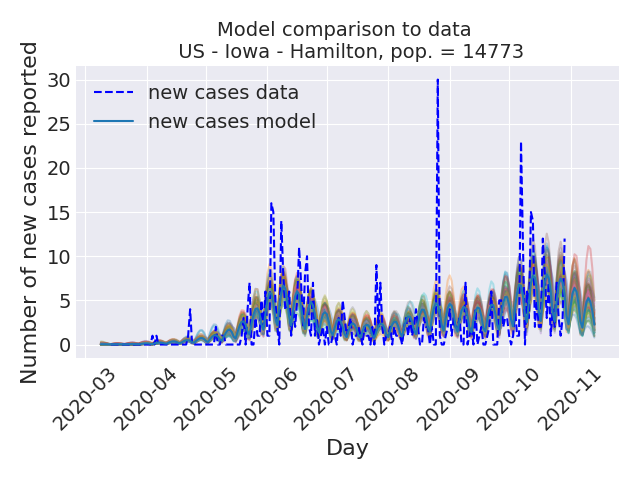 Model comparison to data
US - Iowa - Hamilton, pop. = 14773
Number of new cases reported
30
25
20
15
10
5
0
new cases data
new cases model
2020-03
2020-04
2020-05
2020-06
2020-07
2020-08
2020-09
2020-10
2020-11
Day